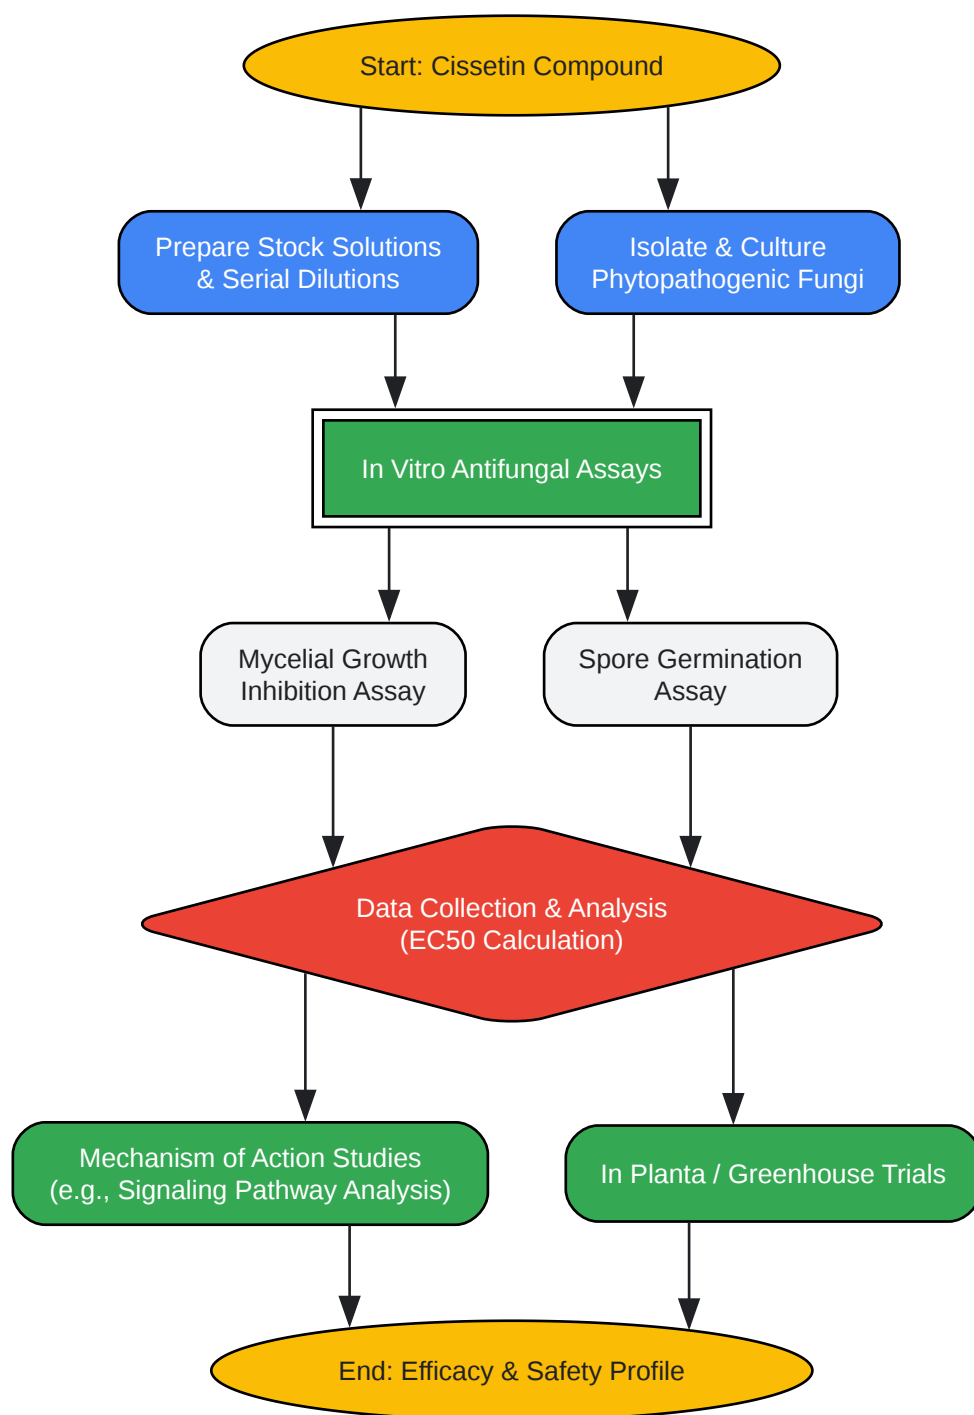 Start: Cissetin Compound
Prepare Stock Solutions
& Serial Dilutions
Isolate & Culture
Phytopathogenic Fungi
In Vitro Antifungal Assays
Mycelial Growth
Inhibition Assay
Spore Germination
Assay
Data Collection & Analysis
(EC50 Calculation)
Mechanism of Action Studies
(e.g., Signaling Pathway Analysis)
In Planta / Greenhouse Trials
End: Efficacy & Safety Profile